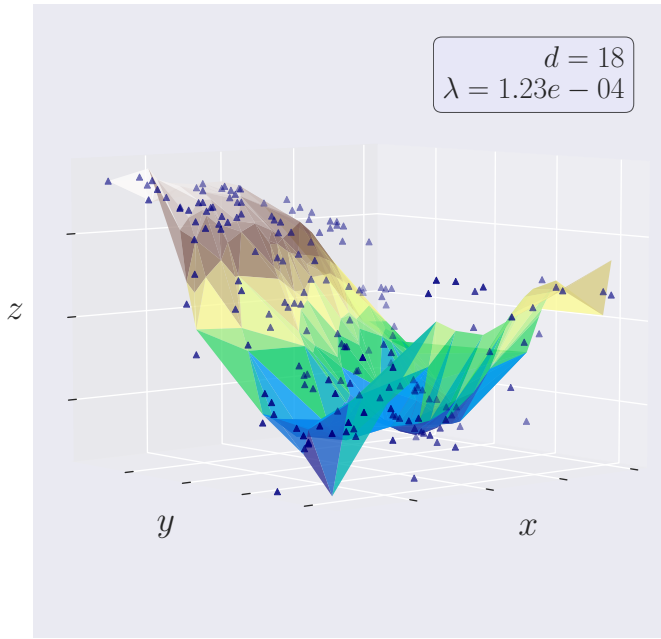 d = 18
λ = 1.23e − 04
z
y
x